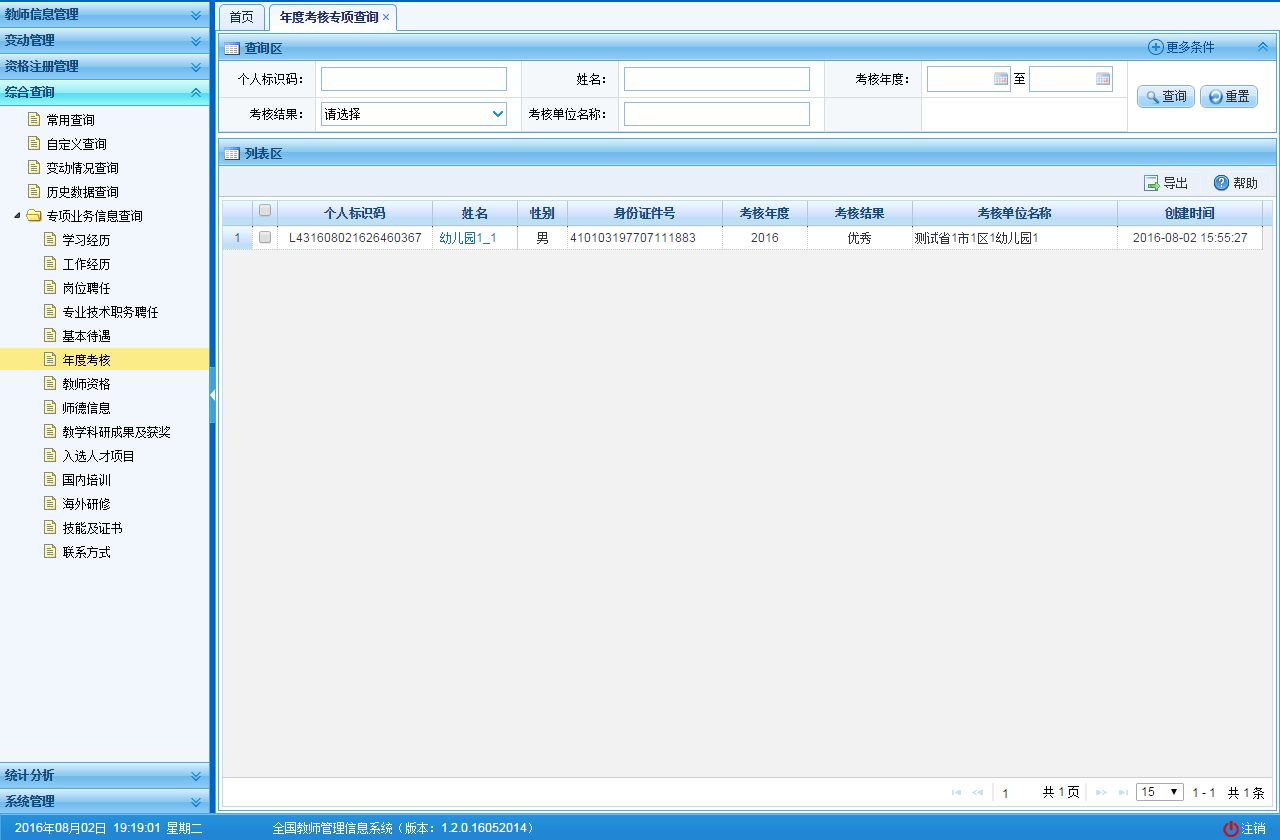 教师信息管理
变动管理
资格注册管理
综合查询
常用查询
自定义查询
变动情况查询
历史数据查询
专项业务信息查询
学习经历
工作经历
岗位聘任
专业技术职务聘任
基本待遇
年度考核
教师资格
师德信息
教学科研成果及获奖
入选人才项目
国内培训
海外研修
技能及证书
联系方式
统计分析
系统管理
首页 年度考核专项查询 ×
查询区 更多条件
个人标识码: 姓名: 考核年度: 至
考核结果: 请选择 考核单位名称:
查询 重置
列表区
导出 帮助
个人标识码 姓名 性别 身份证件号 考核年度 考核结果 考核单位名称 创建时间
1 L431608021626460367 幼儿园1_1 男 410103197707111883 2016 优秀 测试省1市1区1幼儿园1 2016-08-02 15:55:27
1 共 1 页 15 1 - 1 共 1 条
2016年08月02日 19:19:01 星期二 全国教师管理信息系统（版本：1.2.0.16052014） 注销